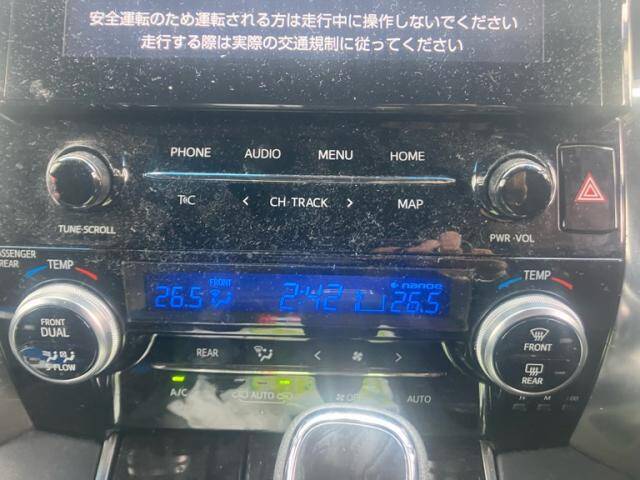 安全運転のため運転される方は走行中に操作しないでください
走行する際は実際の交通規制に従ってください
PHONE AUDIO MENU HOME
T&C < CH·TRACK > MAP
TUNE·SCROLL
PWR·VOL
PASSENGER
REAR
TEMP
26.5 FRONT 2:42 nanoe 26.5
TEMP
FRONT
DUAL
S-FLOW
REAR < >
FRONT
REAR
A/C AUTO OFF AUTO